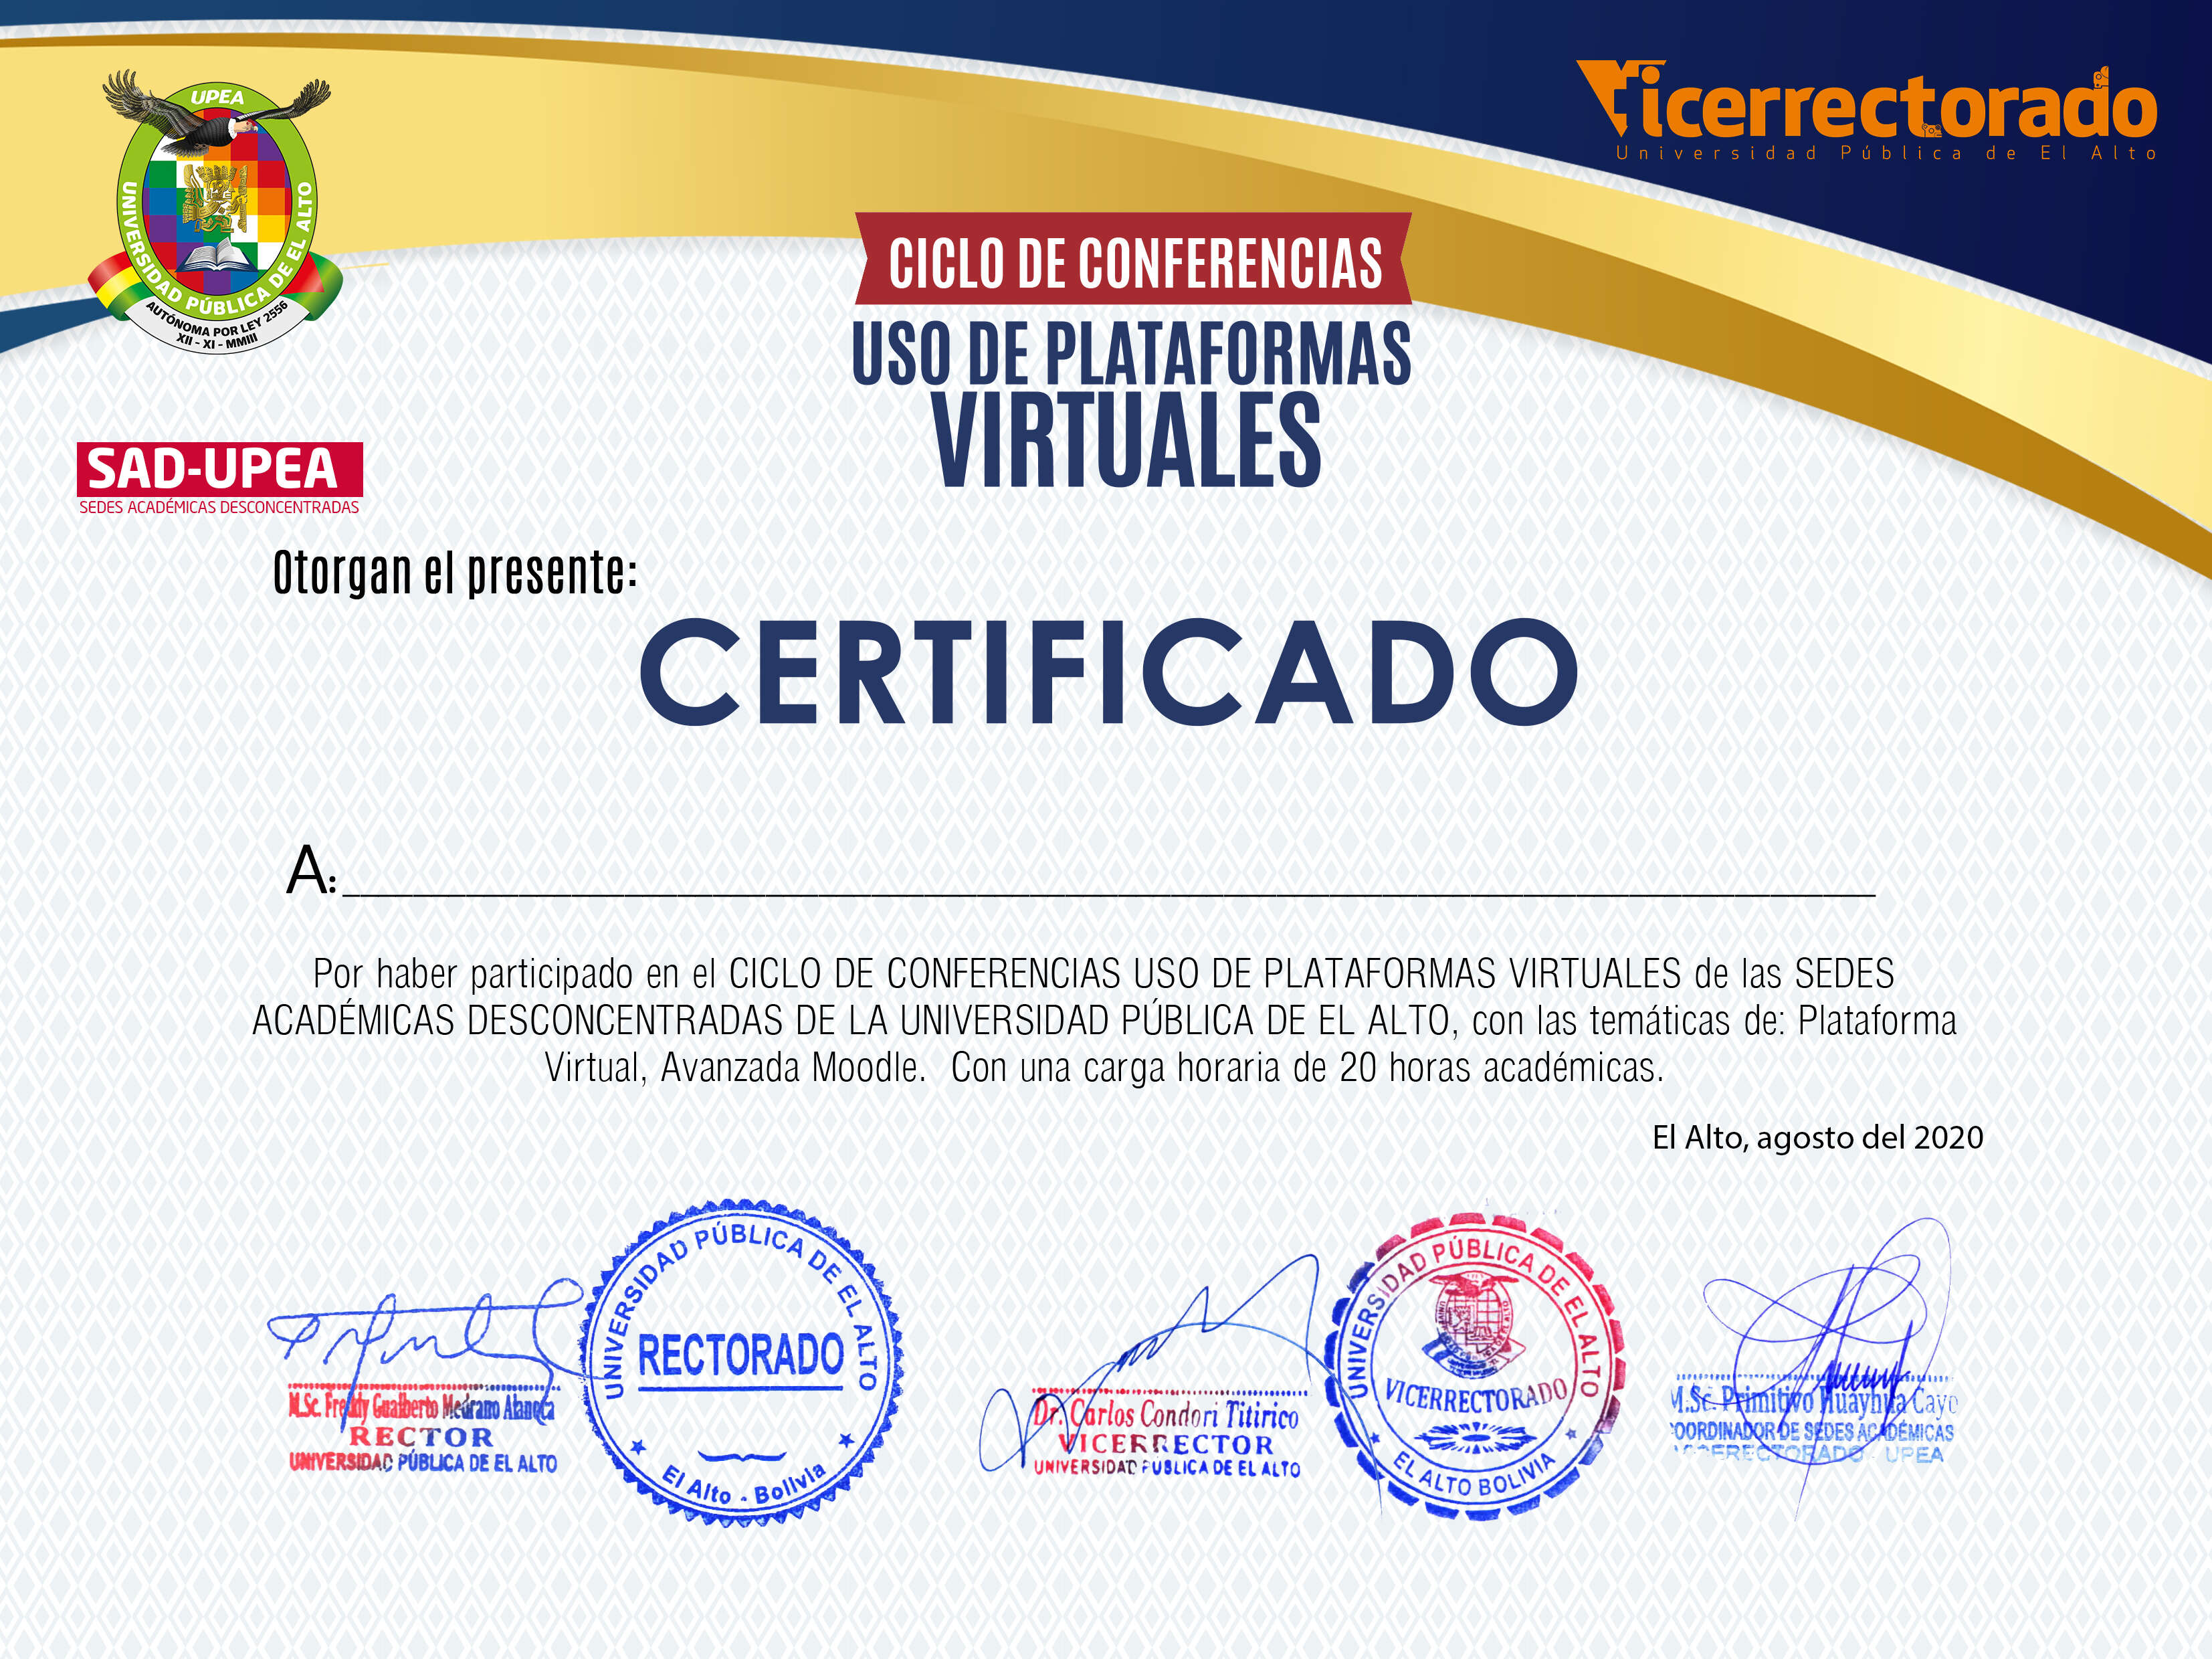 UPEA
UNIVERSIDAD PÚBLICA DE EL ALTO
AUTÓNOMA POR LEY 2556
XII - XI - MMIII
Vicerrectorado
Universidad Pública de El Alto
CICLO DE CONFERENCIAS
USO DE PLATAFORMAS
VIRTUALES
SAD-UPEA
SEDES ACADÉMICAS DESCONCENTRADAS
Otorgan el presente:
CERTIFICADO
A:
Por haber participado en el CICLO DE CONFERENCIAS USO DE PLATAFORMAS VIRTUALES de las SEDES
ACADÉMICAS DESCONCENTRADAS DE LA UNIVERSIDAD PÚBLICA DE EL ALTO, con las temáticas de: Plataforma
Virtual, Avanzada Moodle. Con una carga horaria de 20 horas académicas.
El Alto, agosto del 2020
M.Sc. Freddy Gualberto Medrano Alanoca
RECTOR
UNIVERSIDAD PÚBLICA DE EL ALTO
UNIVERSIDAD PÚBLICA DE EL ALTO
RECTORADO
El Alto - Bolivia
Dr. Carlos Condori Titirico
VICERRECTOR
UNIVERSIDAD PUBLICA DE EL ALTO
UNIVERSIDAD PÚBLICA DE EL ALTO
VICERRECTORADO
EL ALTO BOLIVIA
M.Sc. Primitivo Huayhua Cayo
COORDINADOR DE SEDES ACADÉMICAS
VICERRECTORADO - UPEA